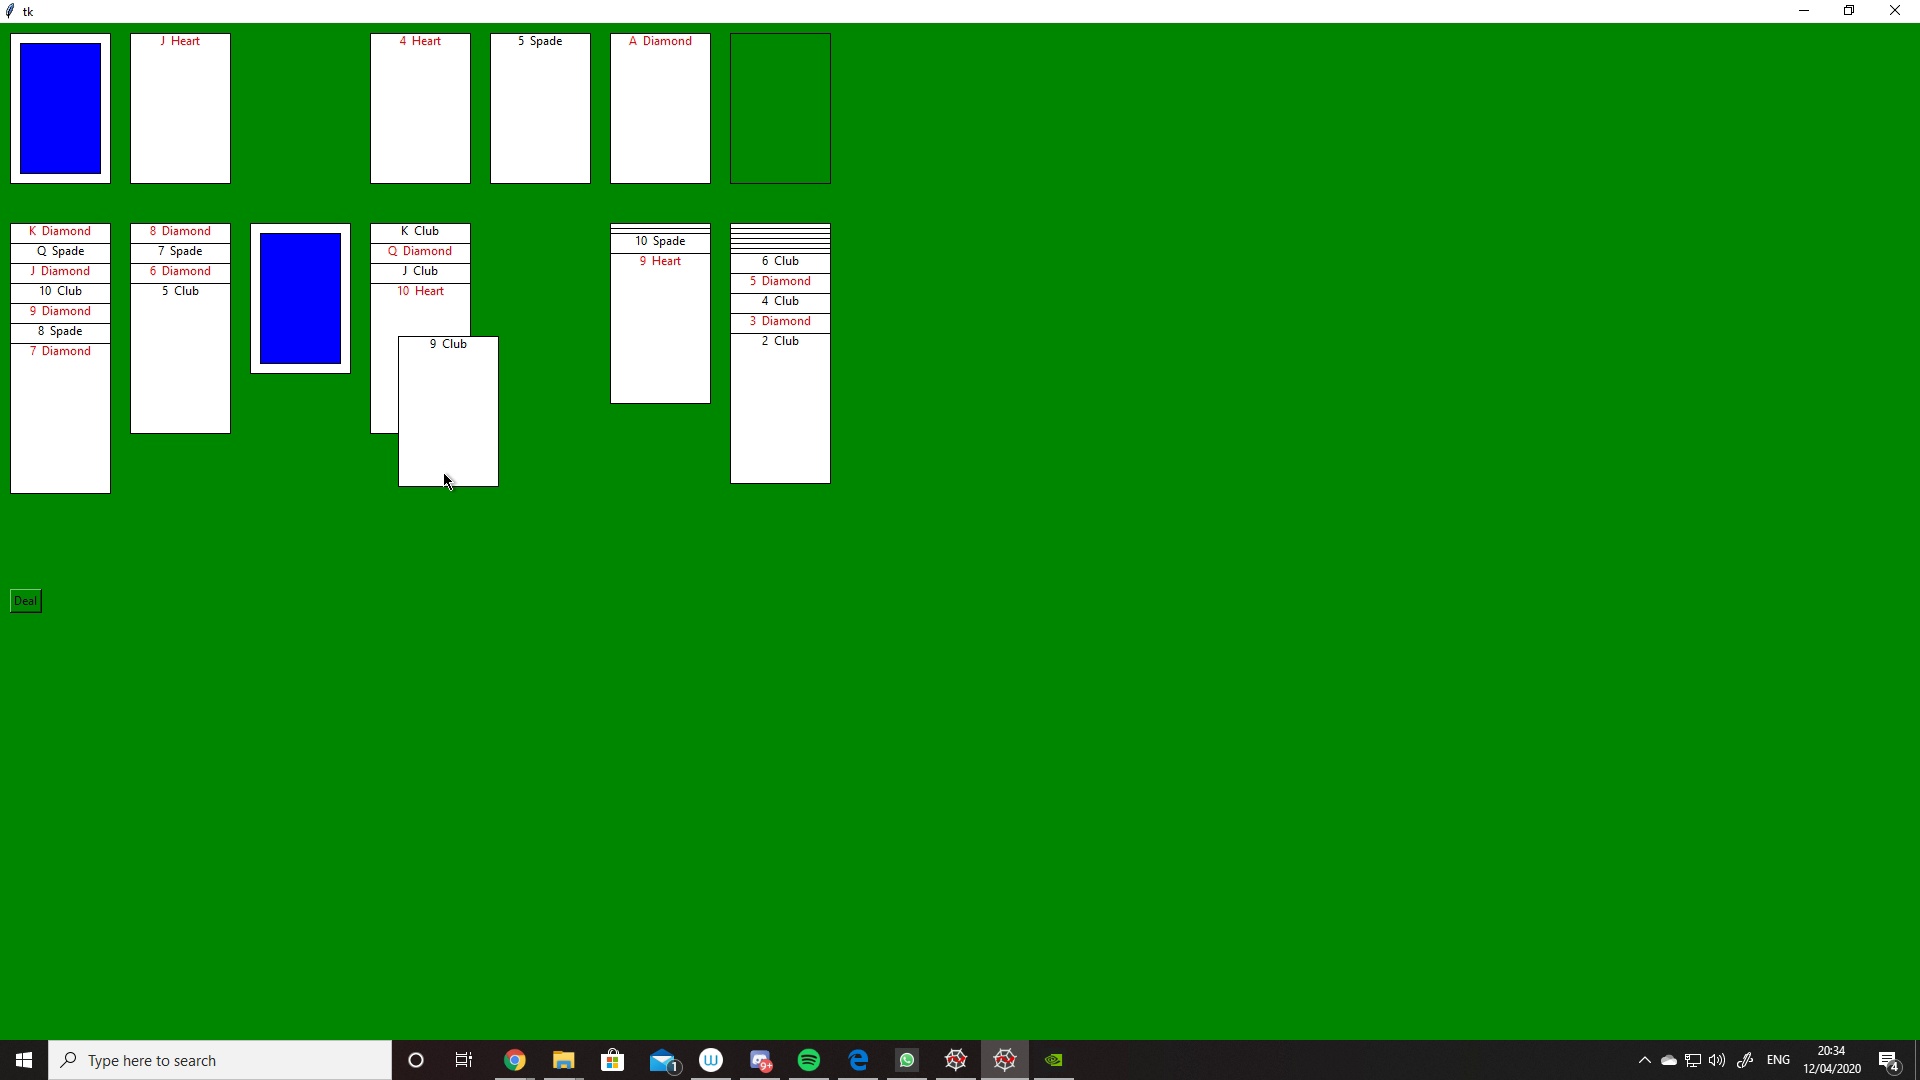 tk
J Heart
4 Heart
5 Spade
A Diamond
K Diamond
Q Spade
J Diamond
10 Club
9 Diamond
8 Spade
7 Diamond
8 Diamond
7 Spade
6 Diamond
5 Club
K Club
Q Diamond
J Club
10 Heart
9 Club
10 Spade
9 Heart
6 Club
5 Diamond
4 Club
3 Diamond
2 Club
Deal
Type here to search
1
W
9+
ENG
20:34
12/04/2020
4